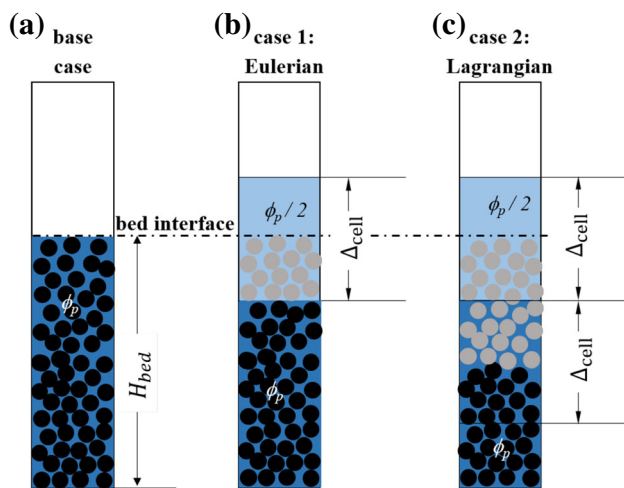 (a) base case
(b) case 1: Eulerian
(c) case 2: Lagrangian
ϕp/2
ϕp/2
bed interface
Δcell
Δcell
ϕp
Hbed
Δcell
ϕp
ϕp